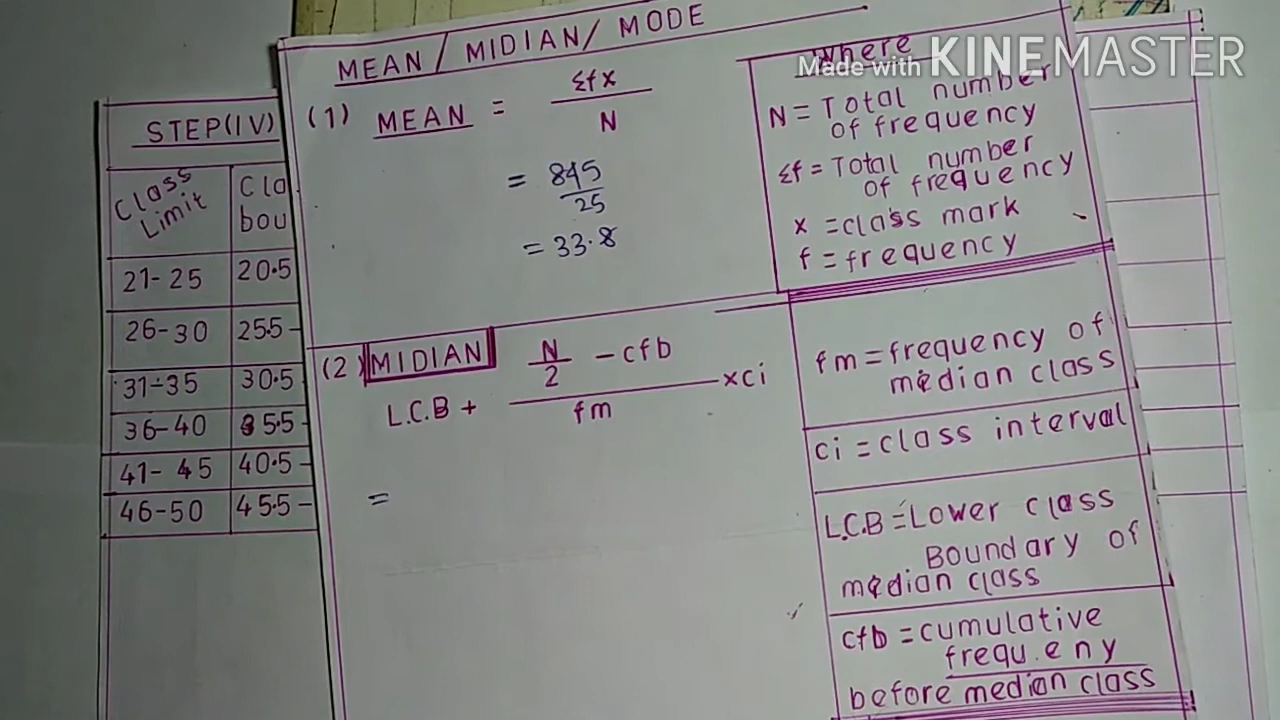 MEAN / MIDIAN / MODE
(1) MEAN = Σfx
N
= 845
25
= 33.8
Where
N = Total number
of frequency
Σf = Total number
of frequency
x = class mark
f = frequency
(2) MIDIAN
L.C.B + N
2
- cfb
fm
×ci
=
fm = frequency of
median class
ci = class interval
L.C.B = Lower class
Boundary of
median class
cfb = cumulative
frequ.eny
before median class
STEP(IV)
Class
Limit
Cla
bou
21-25 20.5
26-30 25.5 -
31-35 30.5
36-40 35.5 -
41-45 40.5 -
46-50 45.5 -
Made with KINEMASTER